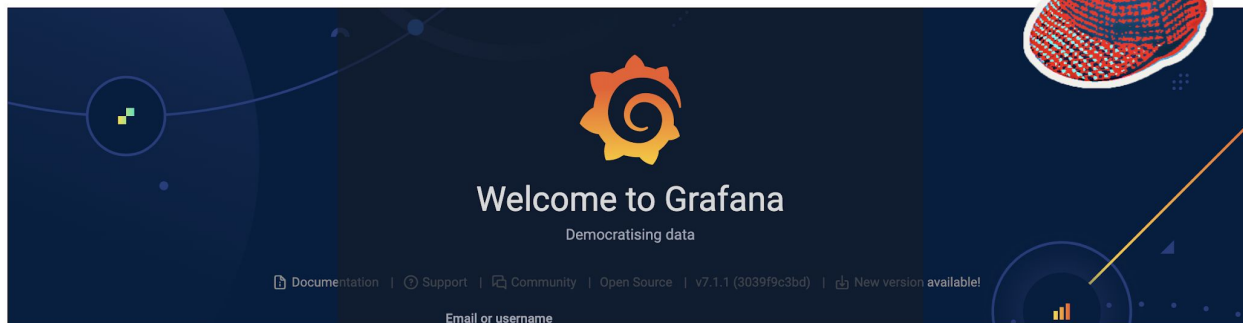 Welcome to Grafana
Democratising data
Documentation | Support | Community | Open Source | v7.1.1 (3039f9c3bd) | New version available!
Email or username